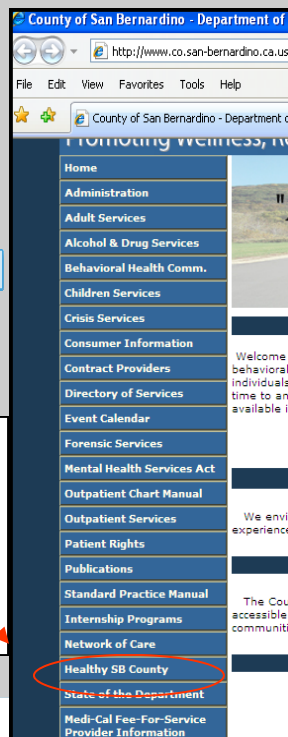 County of San Bernardino - Department of
http://www.co.san-bernardino.ca.us
File Edit View Favorites Tools Help
County of San Bernardino - Department
Promoting Wellness,
Home
Administration
Adult Services
Alcohol & Drug Services
Behavioral Health Comm.
Children Services
Crisis Services
Consumer Information
Contract Providers
Directory of Services
Event Calendar
Forensic Services
Mental Health Services Act
Outpatient Chart Manual
Outpatient Services
Patient Rights
Publications
Standard Practice Manual
Internship Programs
Network of Care
Healthy SB County
State of the Department
Medi-Cal Fee-For-Service
Provider Information
"
Welcome
behavioral
individuals
time to an
available i
We envi
experience
The Cou
accessible
communiti